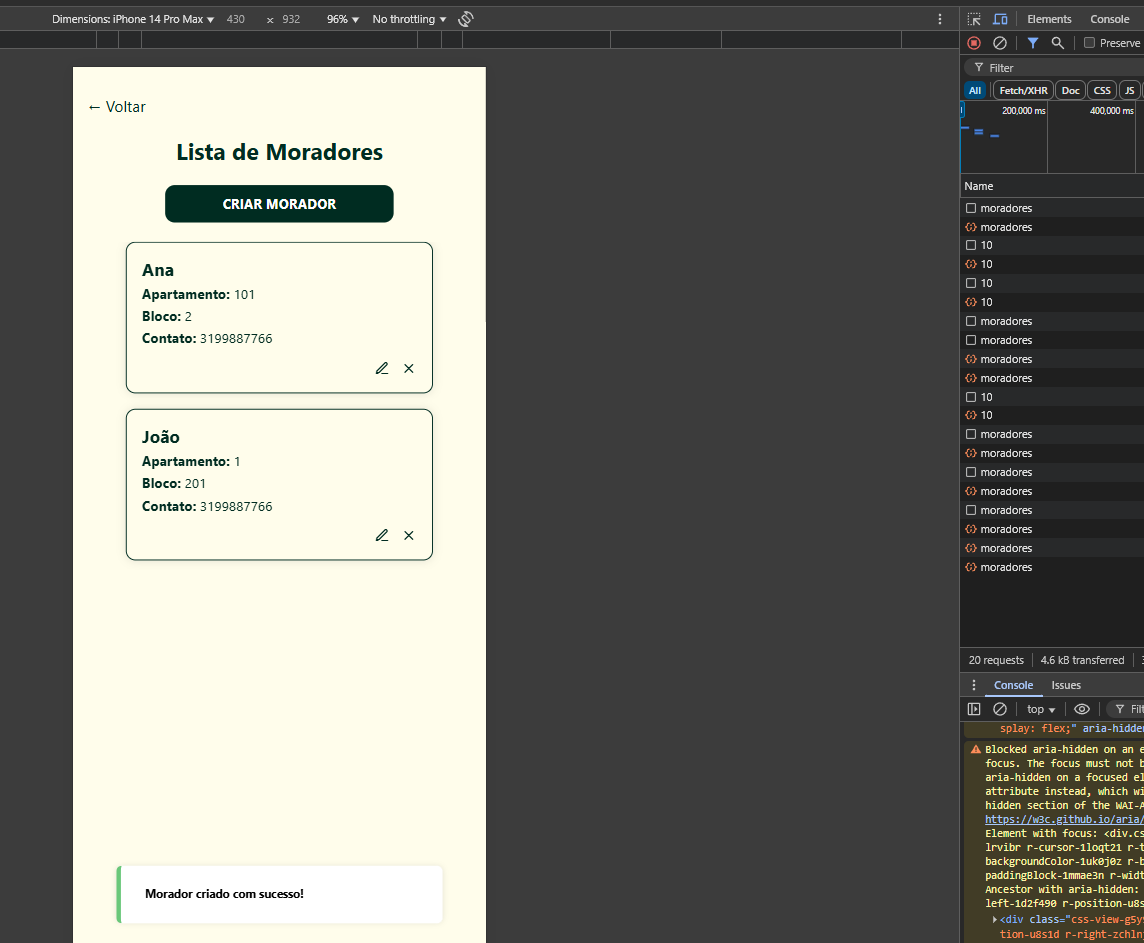 Dimensions: iPhone 14 Pro Max ▼ 430 × 932 96% ▼ No throttling ▼
Elements Console
Preserve
Filter
All Fetch/XHR Doc CSS JS
200,000 ms 400,000 ms
Name
moradores
moradores
10
10
10
10
moradores
moradores
moradores
moradores
10
10
moradores
moradores
moradores
moradores
moradores
moradores
moradores
moradores
20 requests 4.6 kB transferred 3
Console Issues
top ▼ Filt
splay: flex;" aria-hidden
Blocked aria-hidden on an e
focus. The focus must not b
aria-hidden on a focused el
attribute instead, which wi
hidden section of the WAI-A
https://w3c.github.io/aria/
Element with focus: <div.cs
lrvibr r-cursor-1loqt21 r-t
backgroundColor-1uk0j0z r-b
paddingBlock-1mmae3n r-widt
Ancestor with aria-hidden:
left-1d2f490 r-position-u8s
<div class="css-view-g5ys
tion-u8s1d r-right-zchln
← Voltar
Lista de Moradores
CRIAR MORADOR
Ana
Apartamento: 101
Bloco: 2
Contato: 3199887766
João
Apartamento: 1
Bloco: 201
Contato: 3199887766
Morador criado com sucesso!